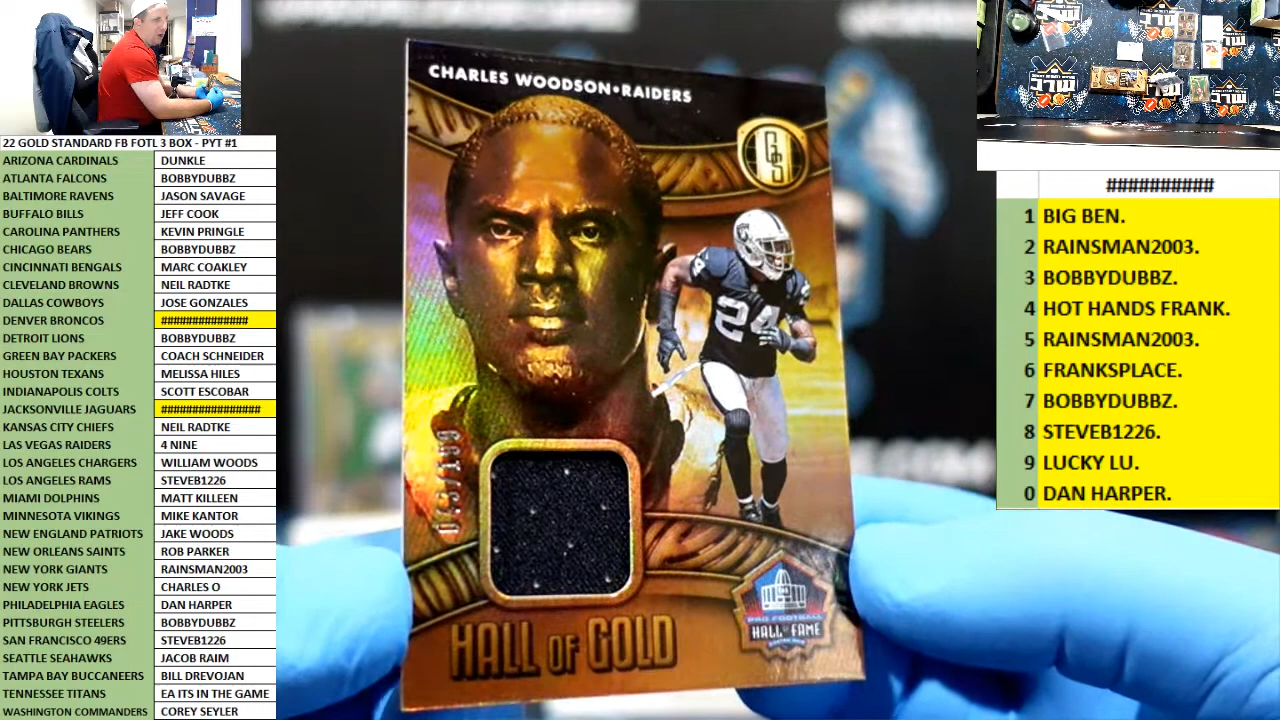 22 GOLD STANDARD FB FOTL 3 BOX - PYT #1
ARIZONA CARDINALS DUNKLE
ATLANTA FALCONS BOBBYDUBBZ
BALTIMORE RAVENS JASON SAVAGE
BUFFALO BILLS JEFF COOK
CAROLINA PANTHERS KEVIN PRINGLE
CHICAGO BEARS BOBBYDUBBZ
CINCINNATI BENGALS MARC COAKLEY
CLEVELAND BROWNS NEIL RADTKE
DALLAS COWBOYS JOSE GONZALES
DENVER BRONCOS ##############
DETROIT LIONS BOBBYDUBBZ
GREEN BAY PACKERS COACH SCHNEIDER
HOUSTON TEXANS MELISSA HILES
INDIANAPOLIS COLTS SCOTT ESCOBAR
JACKSONVILLE JAGUARS ################
KANSAS CITY CHIEFS NEIL RADTKE
LAS VEGAS RAIDERS 4 NINE
LOS ANGELES CHARGERS WILLIAM WOODS
LOS ANGELES RAMS STEVEB1226
MIAMI DOLPHINS MATT KILLEEN
MINNESOTA VIKINGS MIKE KANTOR
NEW ENGLAND PATRIOTS JAKE WOODS
NEW ORLEANS SAINTS ROB PARKER
NEW YORK GIANTS RAINSMAN2003
NEW YORK JETS CHARLES O
PHILADELPHIA EAGLES DAN HARPER
PITTSBURGH STEELERS BOBBYDUBBZ
SAN FRANCISCO 49ERS STEVEB1226
SEATTLE SEAHAWKS JACOB RAIM
TAMPA BAY BUCCANEERS BILL DREVOJAN
TENNESSEE TITANS EA ITS IN THE GAME
WASHINGTON COMMANDERS COREY SEYLER
CHARLES WOODSON•RAIDERS
GS
24
HALL OF GOLD
PRO FOOTBALL
HALL OF FAME
##########
1 BIG BEN.
2 RAINSMAN2003.
3 BOBBYDUBBZ.
4 HOT HANDS FRANK.
5 RAINSMAN2003.
6 FRANKSPLACE.
7 BOBBYDUBBZ.
8 STEVEB1226.
9 LUCKY LU.
0 DAN HARPER.